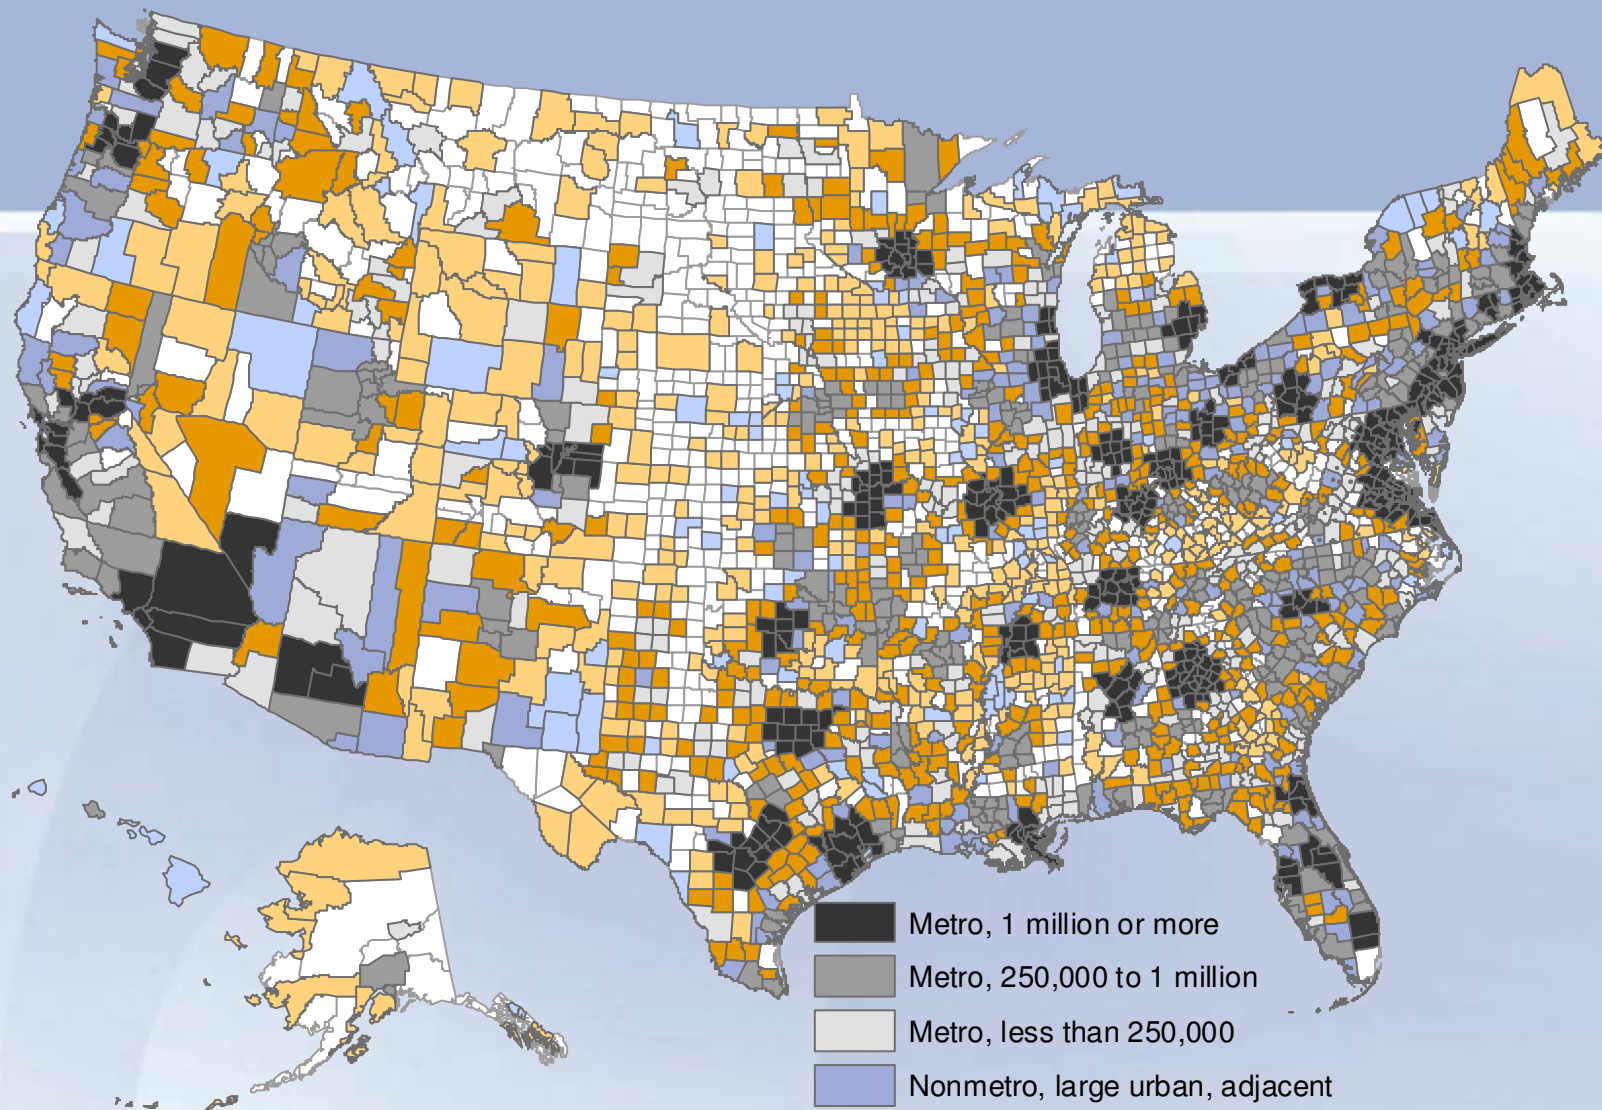 Metro, 1 million or more
Metro, 250,000 to 1 million
Metro, less than 250,000
Nonmetro, large urban, adjacent